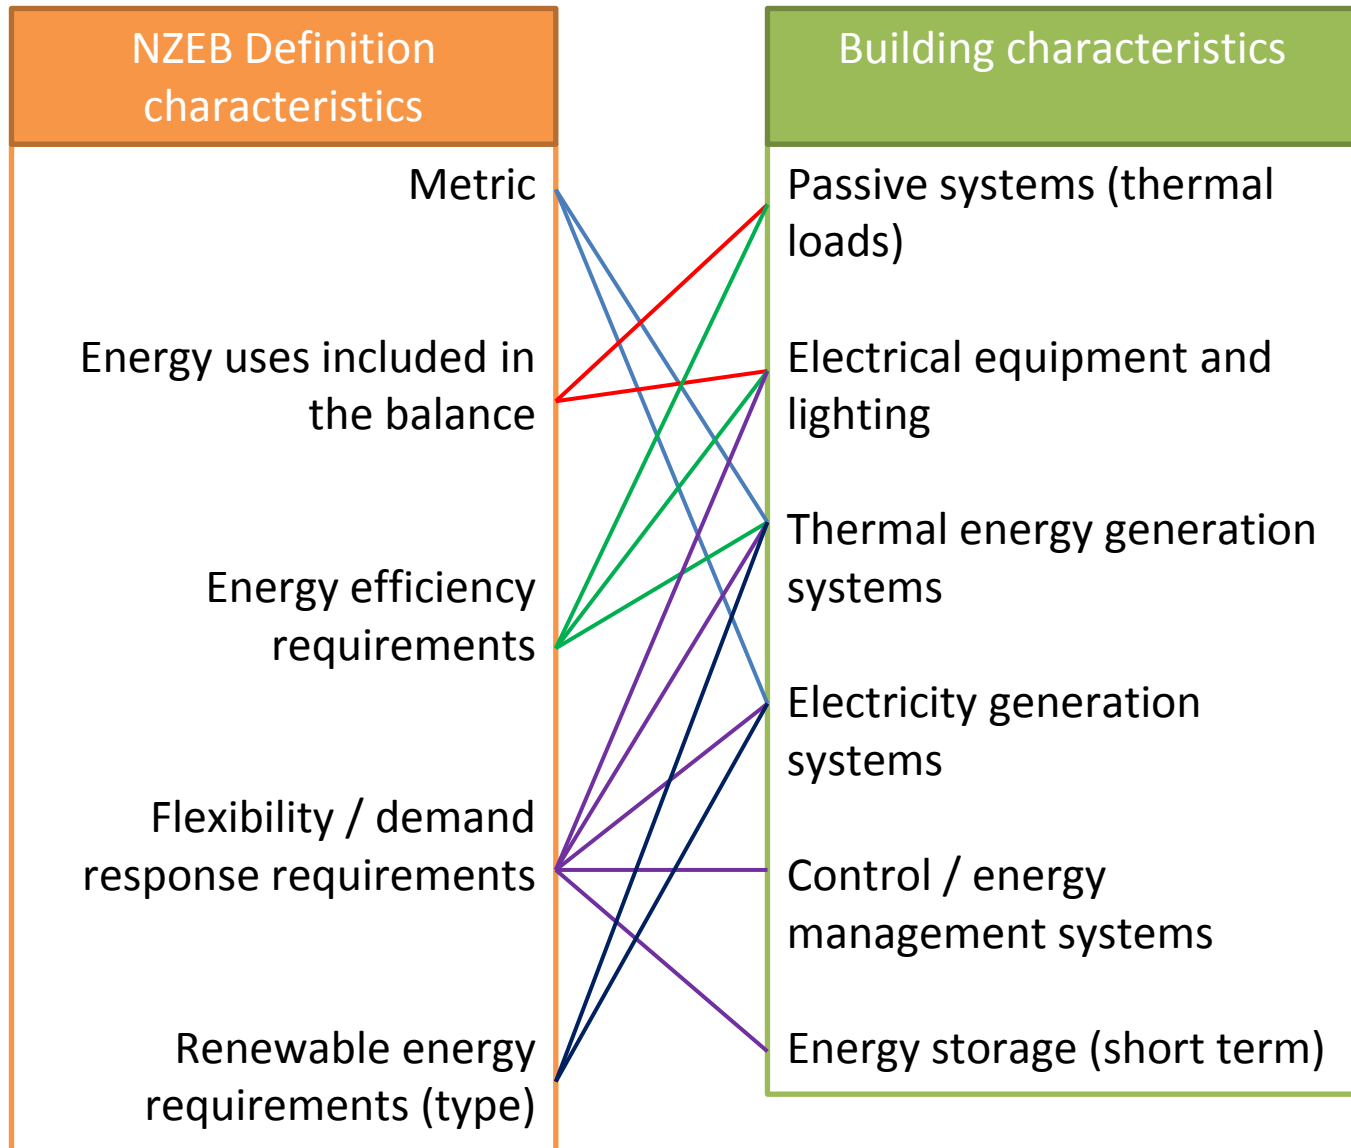 NZEB Definition
characteristics
Metric
Energy uses included in
the balance
Energy efficiency
requirements
Flexibility / demand
response requirements
Renewable energy
requirements (type)
Building characteristics
Passive systems (thermal
loads)
Electrical equipment and
lighting
Thermal energy generation
systems
Electricity generation
systems
Control / energy
management systems
Energy storage (short term)